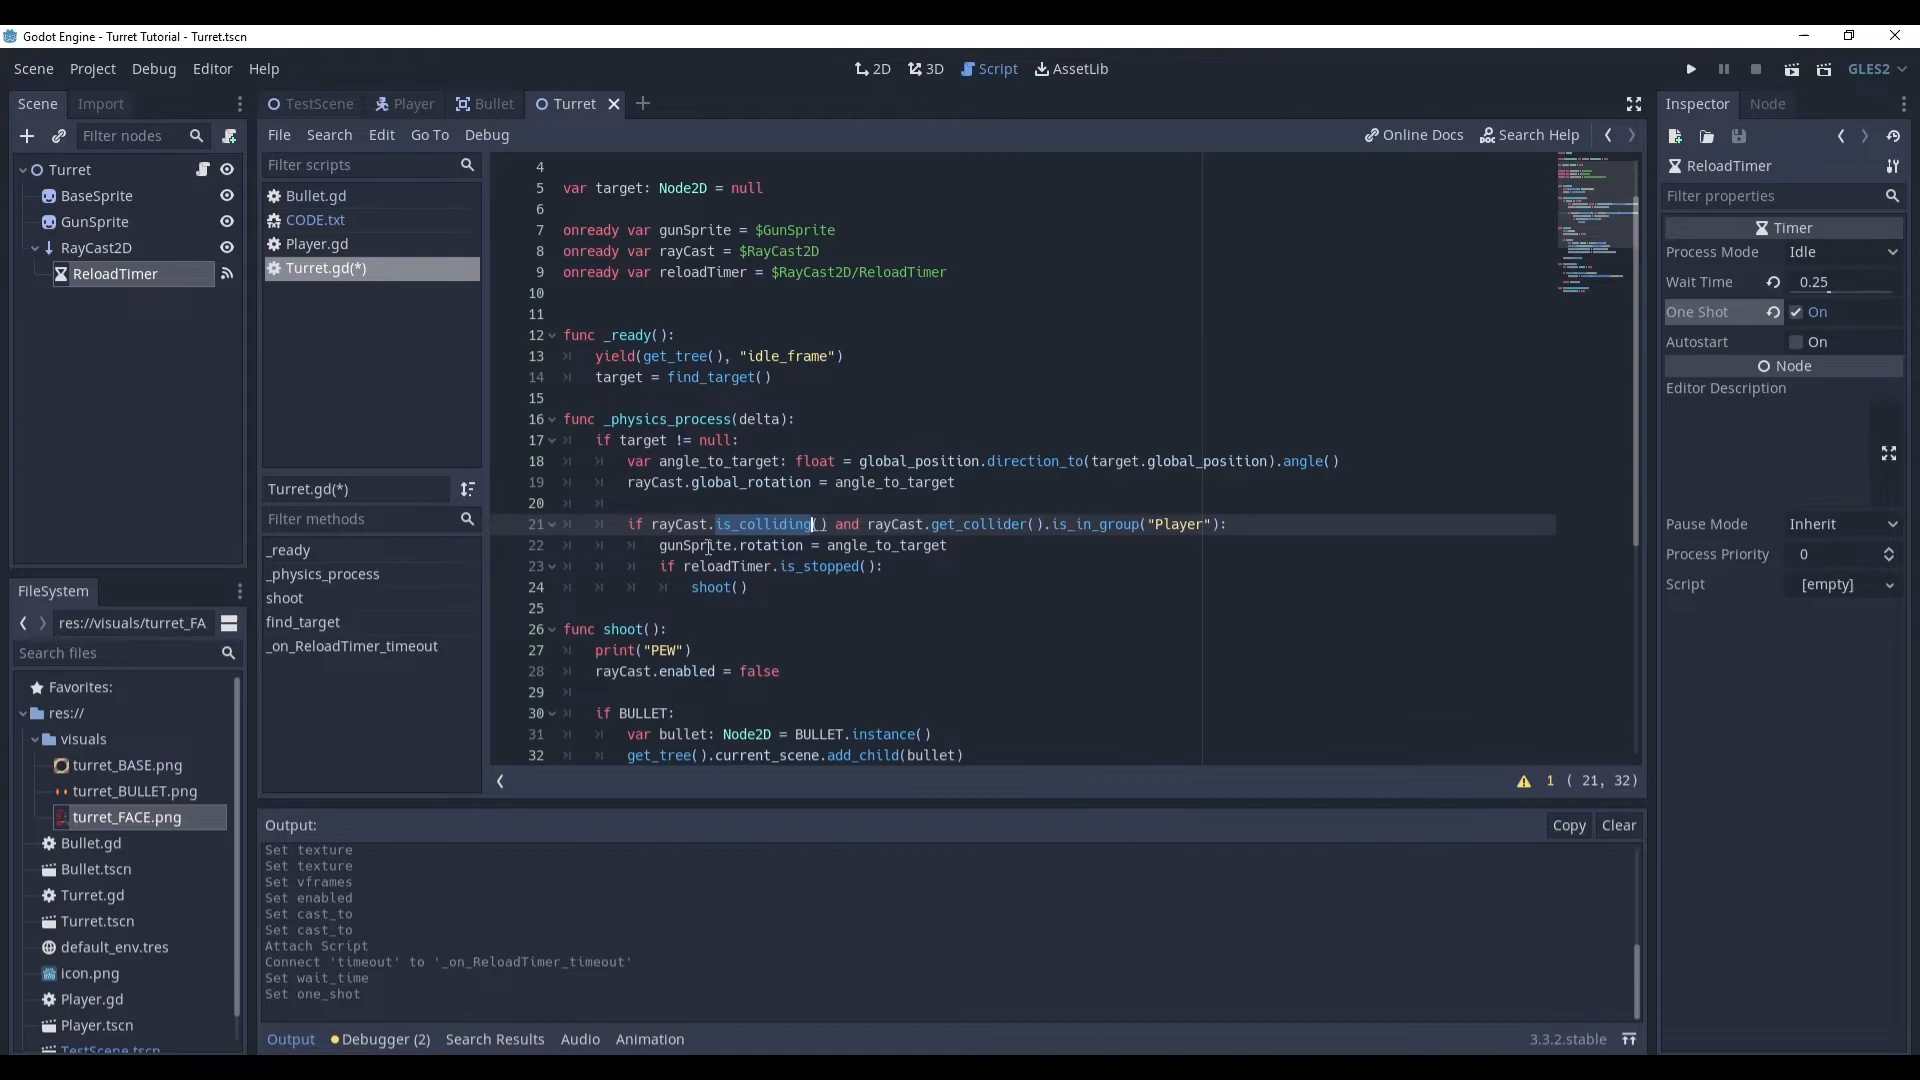 Godot Engine - Turret Tutorial - Turret.tscn
Scene Project Debug Editor Help
2D 3D Script AssetLib
GLES2
Scene Import
Filter nodes
Turret
BaseSprite
GunSprite
RayCast2D
ReloadTimer
FileSystem
res://visuals/turret_FA
Search files
Favorites:
res://
visuals
turret_BASE.png
turret_BULLET.png
turret_FACE.png
Bullet.gd
Bullet.tscn
Turret.gd
Turret.tscn
default_env.tres
icon.png
Player.gd
Player.tscn
TestScene.tscn
TestScene Player Bullet Turret
File Search Edit Go To Debug
Online Docs Search Help
Filter scripts
Bullet.gd
CODE.txt
Player.gd
Turret.gd(*)
Turret.gd(*)
Filter methods
_ready
_physics_process
shoot
find_target
_on_ReloadTimer_timeout
4
5 var target: Node2D = null
6
7 onready var gunSprite = $GunSprite
8 onready var rayCast = $RayCast2D
9 onready var reloadTimer = $RayCast2D/ReloadTimer
10
11
12 func _ready():
13 yield(get_tree(), "idle_frame")
14 target = find_target()
15
16 func _physics_process(delta):
17 if target != null:
18 var angle_to_target: float = global_position.direction_to(target.global_position).angle()
19 rayCast.global_rotation = angle_to_target
20
21 if rayCast.is_colliding() and rayCast.get_collider().is_in_group("Player"):
22 gunSprite.rotation = angle_to_target
23 if reloadTimer.is_stopped():
24 shoot()
25
26 func shoot():
27 print("PEW")
28 rayCast.enabled = false
29
30 if BULLET:
31 var bullet: Node2D = BULLET.instance()
32 get_tree().current_scene.add_child(bullet)
1 ( 21, 32)
Output:
Copy Clear
Set texture
Set texture
Set vframes
Set enabled
Set cast_to
Set cast_to
Attach Script
Connect 'timeout' to '_on_ReloadTimer_timeout'
Set wait_time
Set one_shot
Output Debugger (2) Search Results Audio Animation
3.3.2.stable
Inspector Node
ReloadTimer
Filter properties
Timer
Process Mode Idle
Wait Time 0.25
One Shot On
Autostart On
Node
Editor Description
Pause Mode Inherit
Process Priority 0
Script [empty]